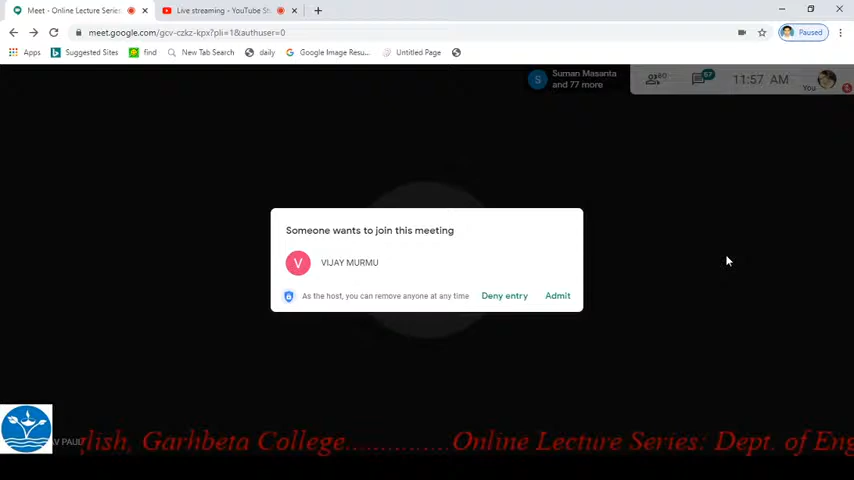 Meet - Online Lecture Series:
Live streaming - YouTube St
meet.google.com/gcv-czkz-kpx?pli=1&authuser=0
Paused
Apps
Suggested Sites
find
New Tab Search
daily
Google Image Resu...
Untitled Page
S
Suman Masanta
and 77 more
80
57
11:57 AM
You
Someone wants to join this meeting
V
VIJAY MURMU
As the host, you can remove anyone at any time
Deny entry
Admit
V PAUL
lish, Garhbeta College...............Online Lecture Series: Dept. of Eng